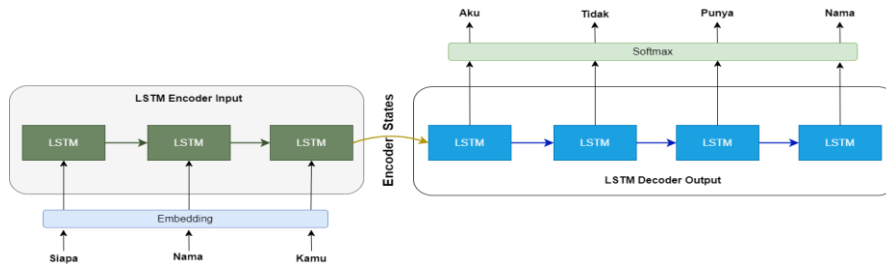 Aku Tidak Punya Nama
Softmax
LSTM Encoder Input
LSTM LSTM LSTM
Encoder States
LSTM LSTM LSTM LSTM
LSTM Decoder Output
Embedding
Siapa Nama Kamu